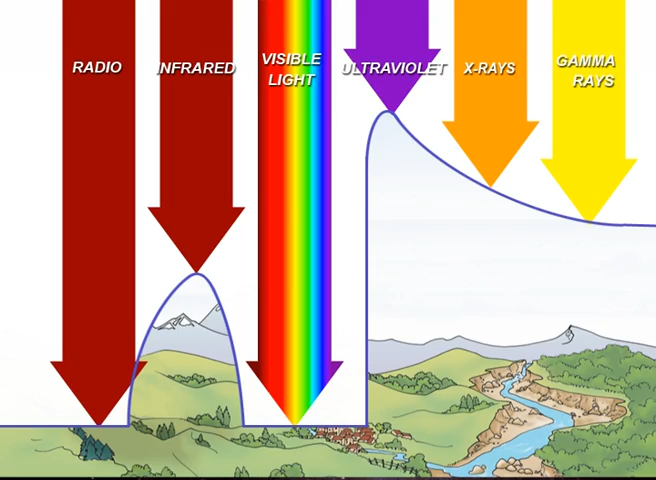 RADIO
INFRARED
VISIBLE
LIGHT
ULTRAVIOLET
X-RAYS
GAMMA
RAYS